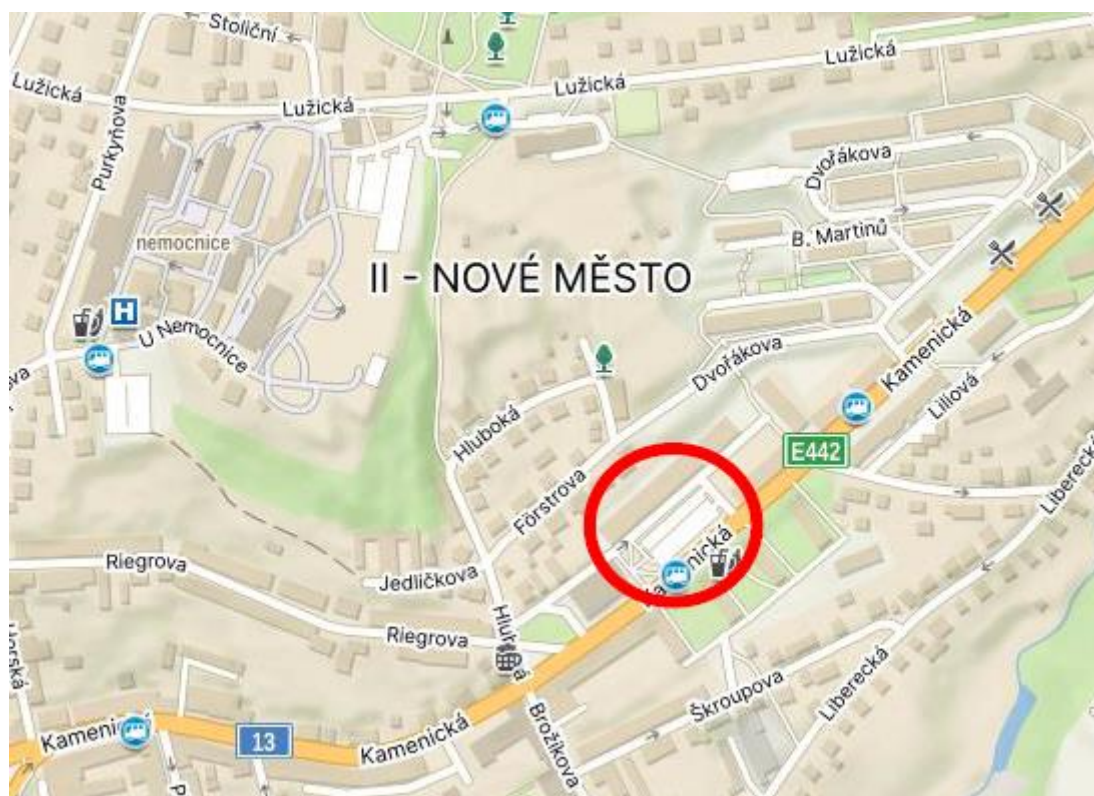 Stoliční
Lužická
Lužická
Lužická
Lužická
Purkyňova
nemocnice
H
U Nemocnice
II - NOVÉ MĚSTO
Dvořákova
B. Martinů
Kamenická
Dvořákova
Liliová
Hluboká
E442
Förstrova
Liberecká
Riegrova
Jedličkova
Riegrova
Škroupova
Liberecká
Brožíkova
Kamenická
13